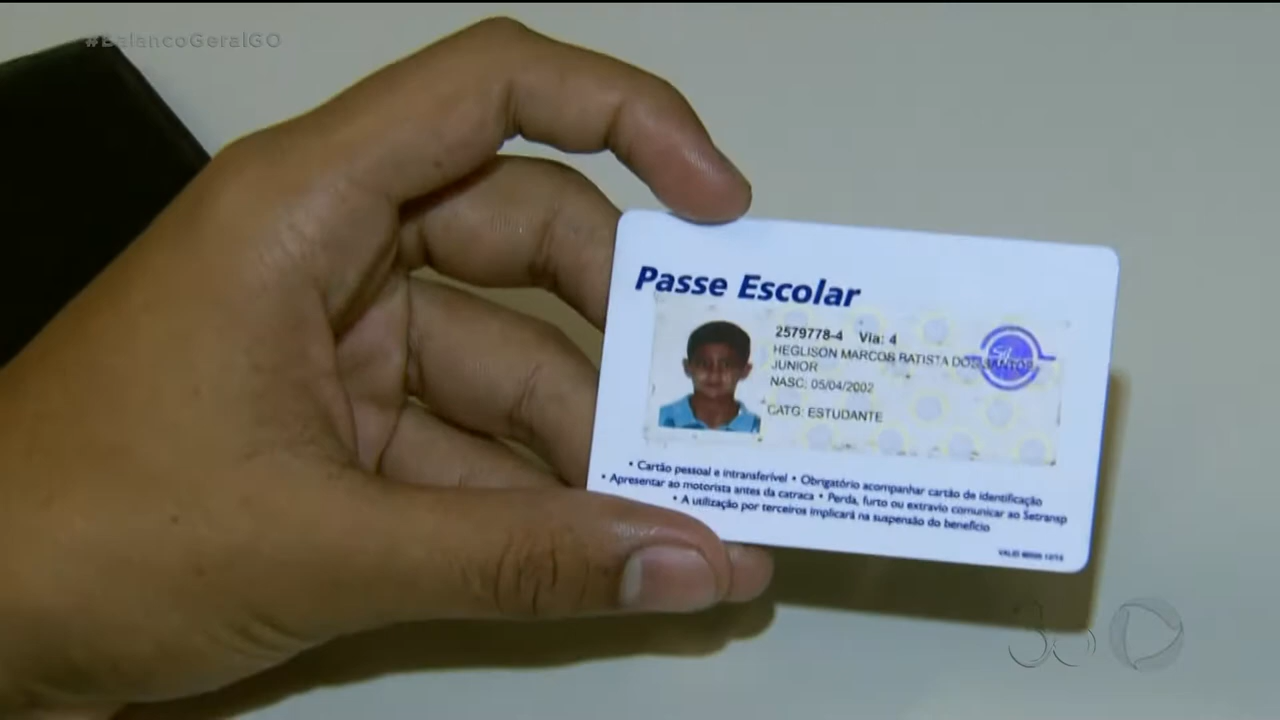 #BalancoGeralGO
Passe Escolar
2579778-4 Via: 4
HEGLISON MARCOS BATISTA DOS SANTOS
JUNIOR
NASC: 05/04/2002
CATG: ESTUDANTE
• Cartão pessoal e intransferível • Obrigatório acompanhar cartão de identificação
• Apresentar ao motorista antes da catraca • Perda, furto ou extravio comunicar ao Setransp
• A utilização por terceiros implicará na suspensão do benefício